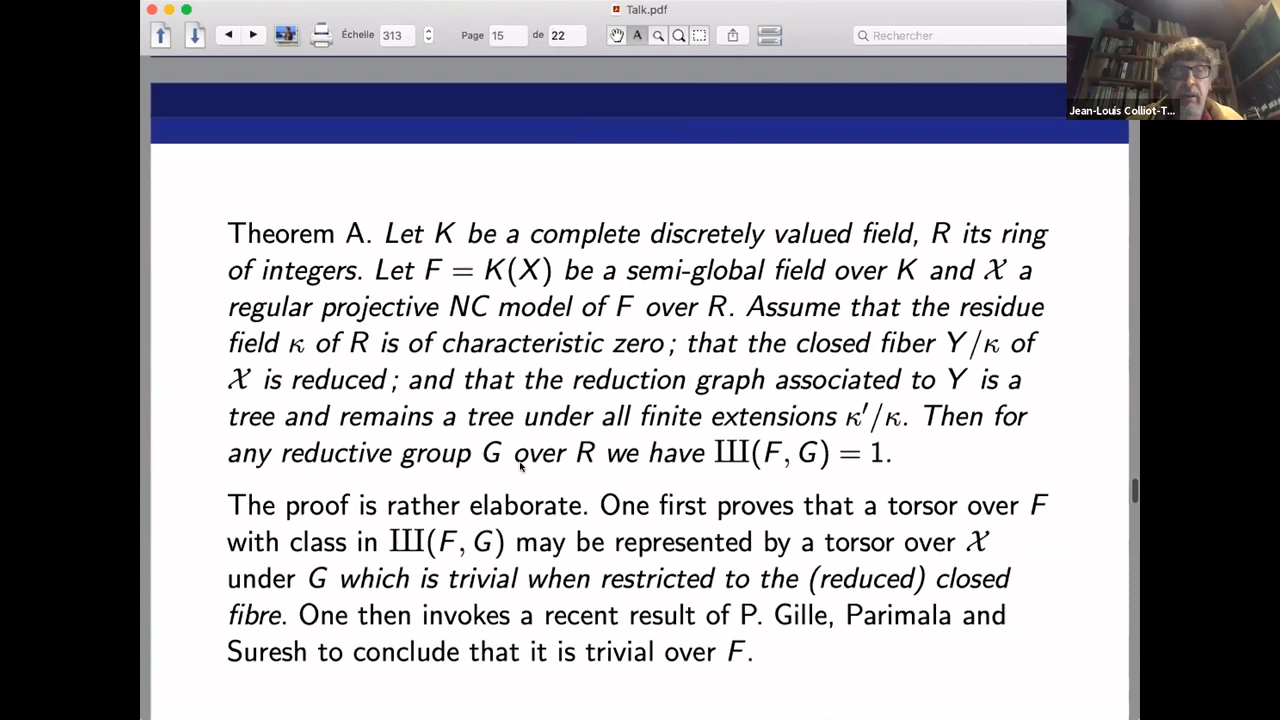 Talk.pdf
Échelle 313 Page 15 de 22 Rechercher
Jean-Louis Colliot-T...
Theorem A. Let K be a complete discretely valued field, R its ring
of integers. Let F = K(X) be a semi-global field over K and 𝒳 a
regular projective NC model of F over R. Assume that the residue
field κ of R is of characteristic zero ; that the closed fiber Y/κ of
𝒳 is reduced ; and that the reduction graph associated to Y is a
tree and remains a tree under all finite extensions κ′/κ. Then for
any reductive group G over R we have Ш(F, G) = 1.
The proof is rather elaborate. One first proves that a torsor over F
with class in Ш(F, G) may be represented by a torsor over 𝒳
under G which is trivial when restricted to the (reduced) closed
fibre. One then invokes a recent result of P. Gille, Parimala and
Suresh to conclude that it is trivial over F.